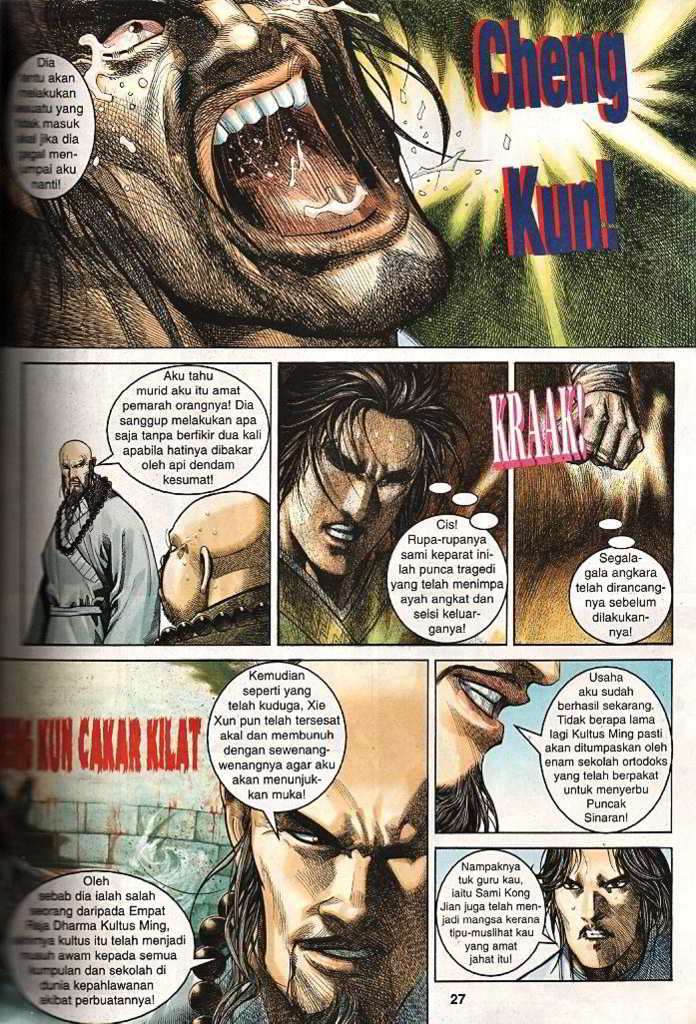 Dia
tentu akan
melakukan
sesuatu yang
tidak masuk
akal jika dia
gagal men-
umpai aku
nanti!
Cheng
Kun!
Aku tahu
murid aku itu amat
pemarah orangnya! Dia
sanggup melakukan apa
saja tanpa berfikir dua kali
apabila hatinya dibakar
oleh api dendam
kesumat!
Cis!
Rupa-rupanya
sami keparat ini-
lah punca tragedi
yang telah menimpa
ayah angkat dan
seisi keluar-
ganya!
KRAAK!
Segala-
gala angkara
telah dirancang-
nya sebelum
dilakukan-
nya!
KUN CAKAR KILAT
Kemudian
seperti yang
telah kuduga, Xie
Xun pun telah tersesat
akal dan membunuh
dengan sewenang-
wenangnya agar aku
akan menunjuk-
kan muka!
Oleh
sebab dia ialah salah
seorang daripada Empat
Raja Dharma Kultus Ming,
akhirnya kultus itu telah menjadi
musuh awam kepada semua
kumpulan dan sekolah di
dunia kepahlawanan
akibat perbuatannya!
Usaha
aku sudah
berhasil sekarang.
Tidak berapa lama
lagi Kultus Ming pasti
akan ditumpaskan oleh
enam sekolah ortodoks
yang telah berpakat
untuk menyerbu
Puncak
Sinaran!
Nampaknya
tuk guru kau,
iaitu Sami Kong
Jian juga telah men-
jadi mangsa kerana
tipu-muslihat kau
yang amat
jahat itu!
27